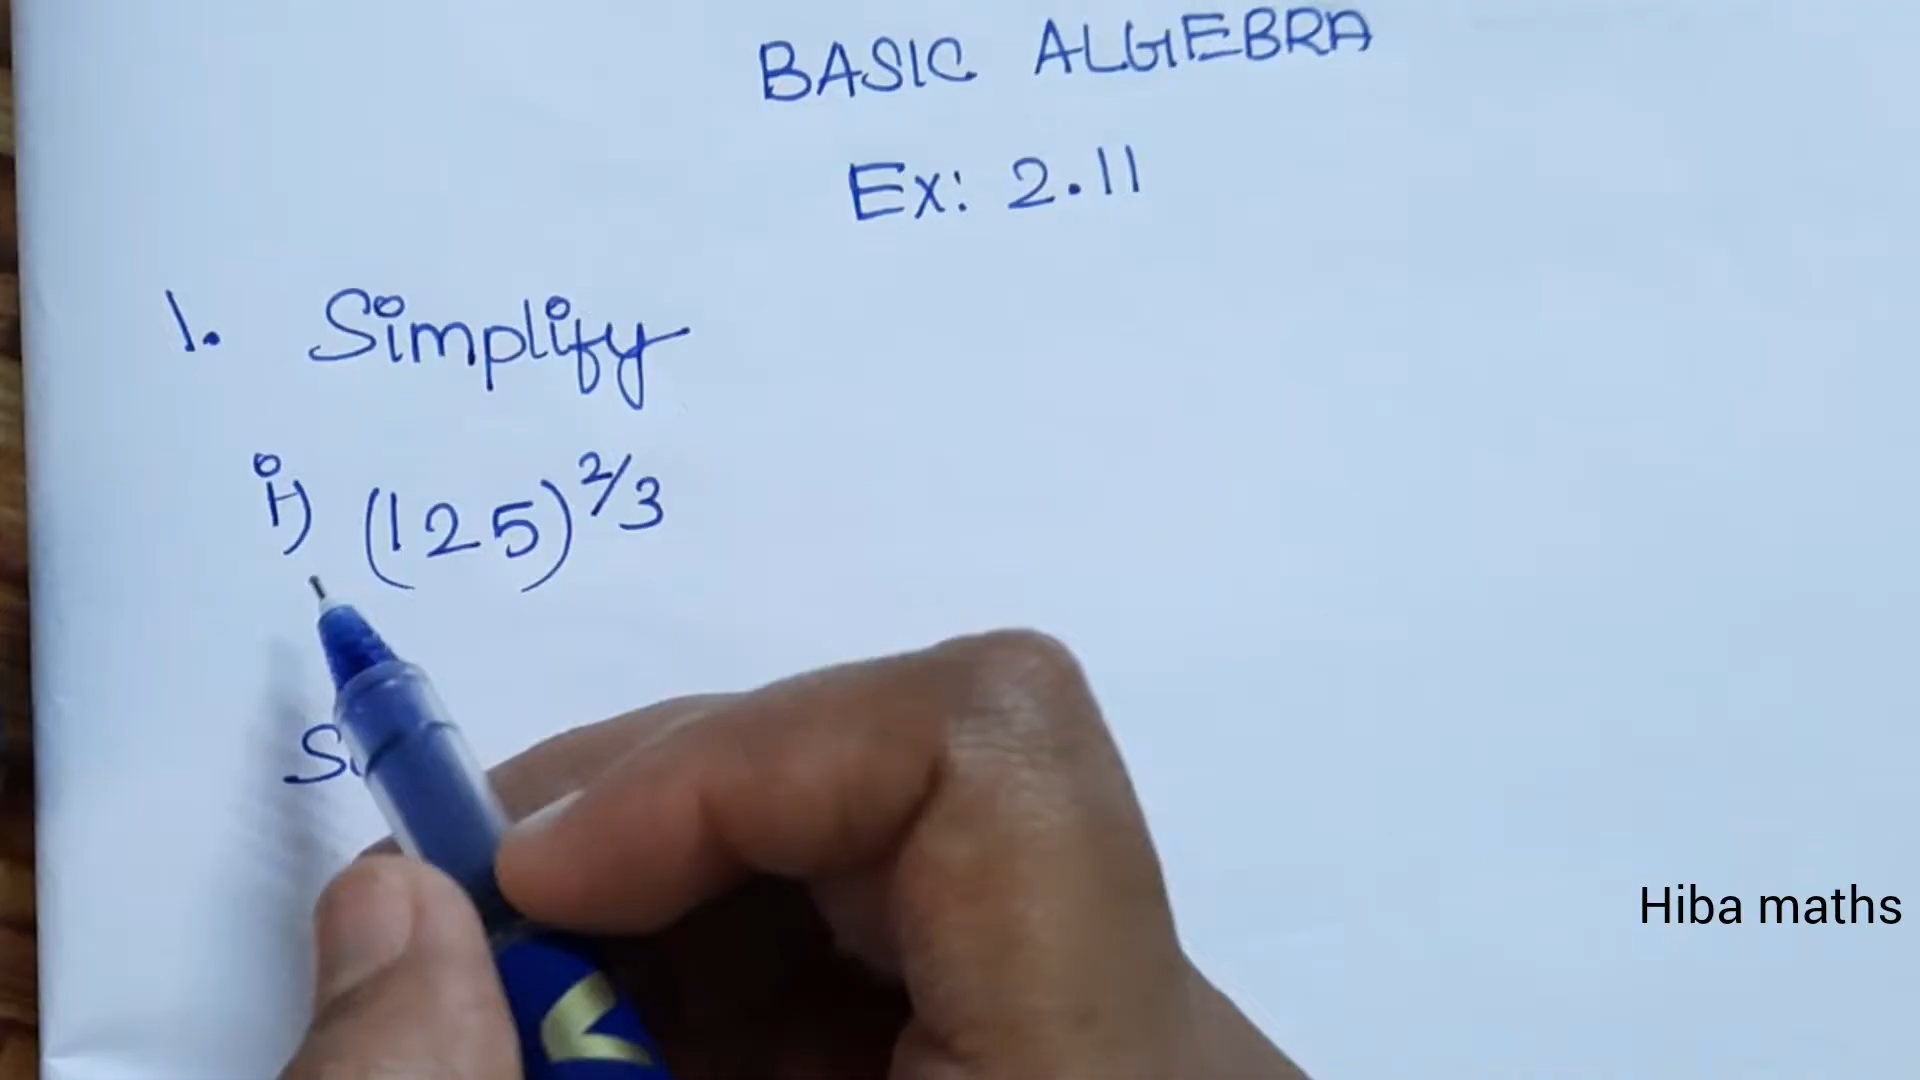 BASIC ALGEBRA
Ex: 2.11
1. Simplify
i) (125)^2/3
Hiba maths